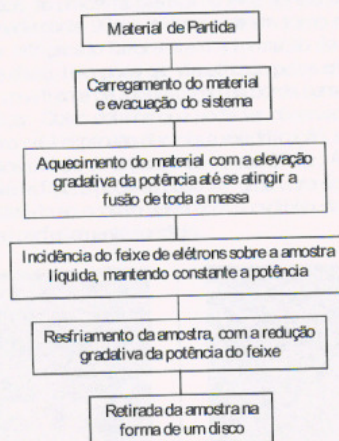 Material de Partida
Carregamento do material
e evacuação do sistema
Aquecimento do material com a elevação
gradativa da potência até se atingir a
fusão de toda a massa
Incidência do feixe de elétrons sobre a amostra
líquida, mantendo constante a potência
Resfriamento da amostra, com a redução
gradativa da potência do feixe
Retirada da amostra na
forma de um disco